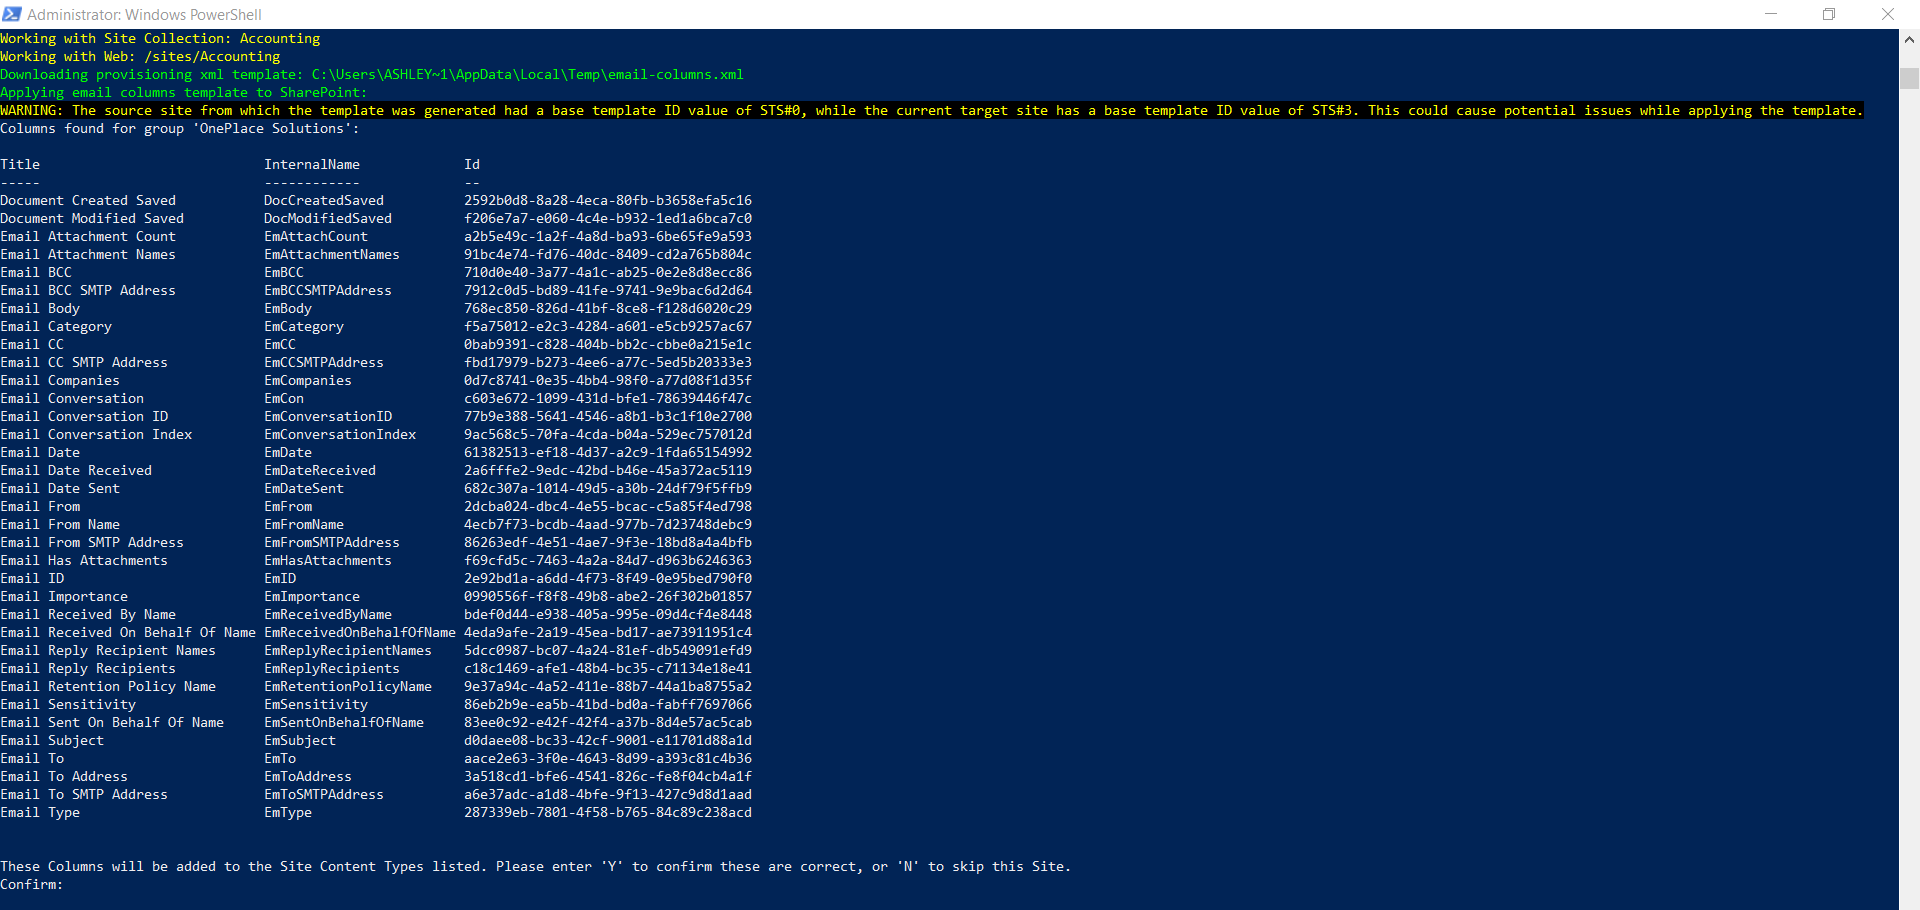 Administrator: Windows PowerShell
Working with Site Collection: Accounting
Working with Web: /sites/Accounting
Downloading provisioning xml template: C:\Users\ASHLEY~1\AppData\Local\Temp\email-columns.xml
Applying email columns template to SharePoint:
WARNING: The source site from which the template was generated had a base template ID value of STS#0, while the current target site has a base template ID value of STS#3. This could cause potential issues while applying the template.
Columns found for group 'OnePlace Solutions':
Title InternalName Id
----- ------------ --
Document Created Saved DocCreatedSaved 2592b0d8-8a28-4eca-80fb-b3658efa5c16
Document Modified Saved DocModifiedSaved f206e7a7-e060-4c4e-b932-1ed1a6bca7c0
Email Attachment Count EmAttachCount a2b5e49c-1a2f-4a8d-ba93-6be65fe9a593
Email Attachment Names EmAttachmentNames 91bc4e74-fd76-40dc-8409-cd2a765b804c
Email BCC EmBCC 710d0e40-3a77-4a1c-ab25-0e2e8d8ecc86
Email BCC SMTP Address EmBCCSMTPAddress 7912c0d5-bd89-41fe-9741-9e9bac6d2d64
Email Body EmBody 768ec850-826d-41bf-8ce8-f128d6020c29
Email Category EmCategory f5a75012-e2c3-4284-a601-e5cb9257ac67
Email CC EmCC 0bab9391-c828-404b-bb2c-cbbe0a215e1c
Email CC SMTP Address EmCCSMTPAddress fbd17979-b273-4ee6-a77c-5ed5b20333e3
Email Companies EmCompanies 0d7c8741-0e35-4bb4-98f0-a77d08f1d35f
Email Conversation EmCon c603e672-1099-431d-bfe1-78639446f47c
Email Conversation ID EmConversationID 77b9e388-5641-4546-a8b1-b3c1f10e2700
Email Conversation Index EmConversationIndex 9ac568c5-70fa-4cda-b04a-529ec757012d
Email Date EmDate 61382513-ef18-4d37-a2c9-1fda65154992
Email Date Received EmDateReceived 2a6fffe2-9edc-42bd-b46e-45a372ac5119
Email Date Sent EmDateSent 682c307a-1014-49d5-a30b-24df79f5ffb9
Email From EmFrom 2dcba024-dbc4-4e55-bcac-c5a85f4ed798
Email From Name EmFromName 4ecb7f73-bcdb-4aad-977b-7d23748debc9
Email From SMTP Address EmFromSMTPAddress 86263edf-4e51-4ae7-9f3e-18bd8a4a4bfb
Email Has Attachments EmHasAttachments f69cfd5c-7463-4a2a-84d7-d963b6246363
Email ID EmID 2e92bd1a-a6dd-4f73-8f49-0e95bed790f0
Email Importance EmImportance 0990556f-f8f8-49b8-abe2-26f302b01857
Email Received By Name EmReceivedByName bdef0d44-e938-405a-995e-09d4cf4e8448
Email Received On Behalf Of Name EmReceivedOnBehalfOfName 4eda9afe-2a19-45ea-bd17-ae73911951c4
Email Reply Recipient Names EmReplyRecipientNames 5dcc0987-bc07-4a24-81ef-db549091efd9
Email Reply Recipients EmReplyRecipients c18c1469-afe1-48b4-bc35-c71134e18e41
Email Retention Policy Name EmRetentionPolicyName 9e37a94c-4a52-411e-88b7-44a1ba8755a2
Email Sensitivity EmSensitivity 86eb2b9e-ea5b-41bd-bd0a-fabff7697066
Email Sent On Behalf Of Name EmSentOnBehalfOfName 83ee0c92-e42f-42f4-a37b-8d4e57ac5cab
Email Subject EmSubject d0daee08-bc33-42cf-9001-e11701d88a1d
Email To EmTo aace2e63-3f0e-4643-8d99-a393c81c4b36
Email To Address EmToAddress 3a518cd1-bfe6-4541-826c-fe8f04cb4a1f
Email To SMTP Address EmToSMTPAddress a6e37adc-a1d8-4bfe-9f13-427c9d8d1aad
Email Type EmType 287339eb-7801-4f58-b765-84c89c238acd
These Columns will be added to the Site Content Types listed. Please enter 'Y' to confirm these are correct, or 'N' to skip this Site.
Confirm: